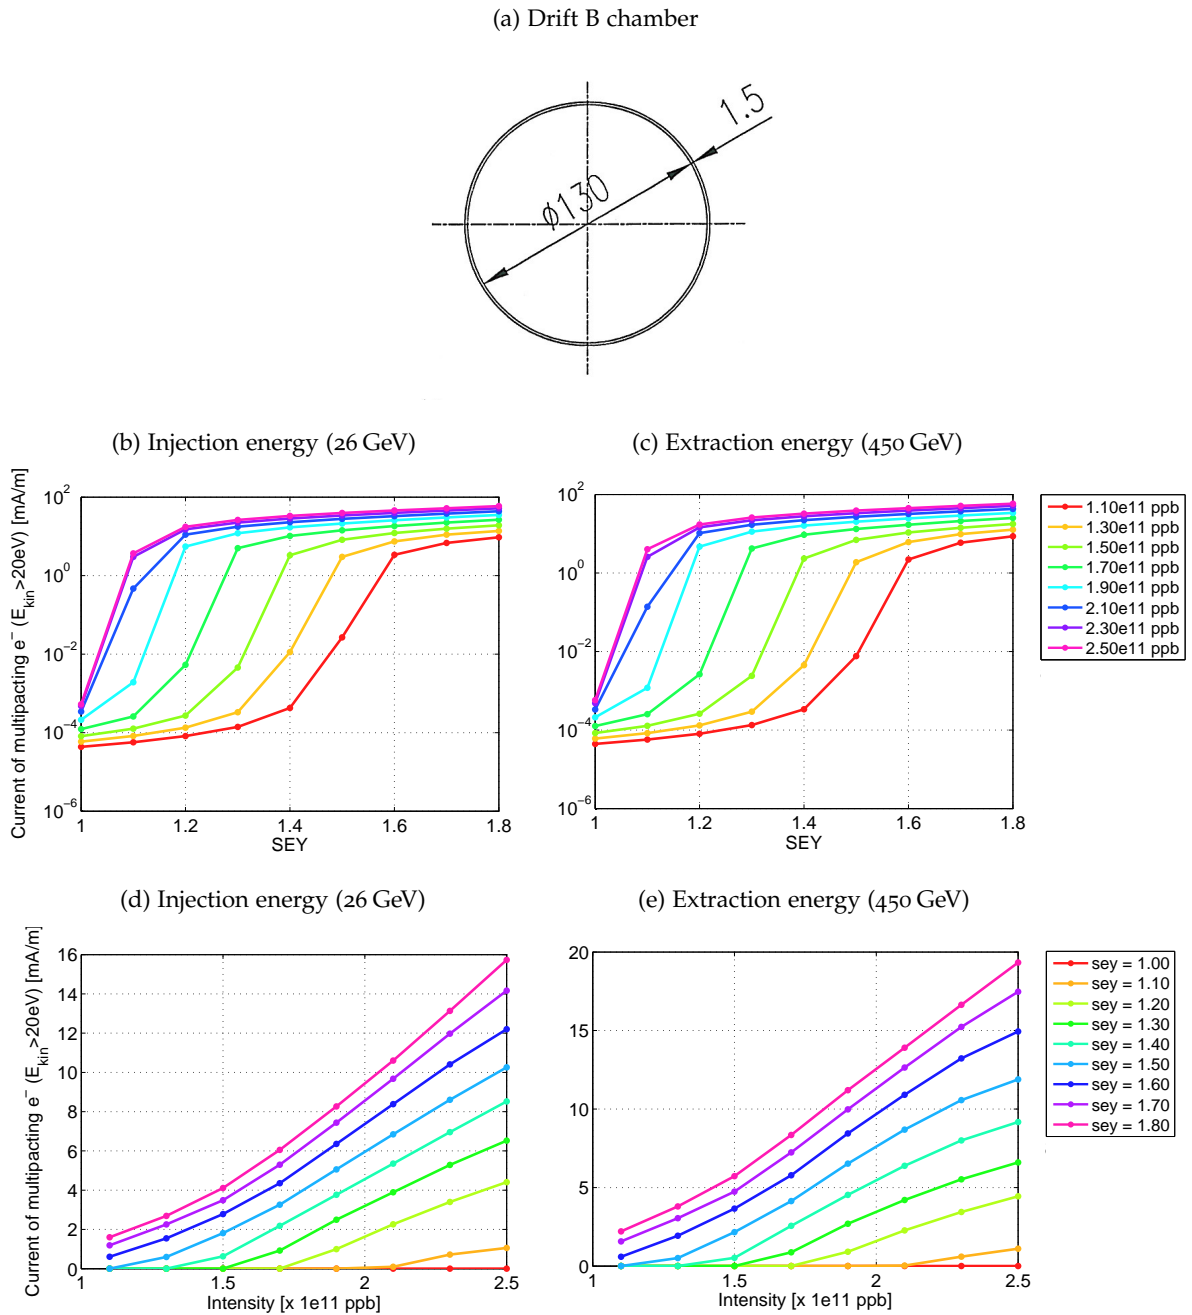 (a) Drift B chamber
1.5
ø130
(b) Injection energy (26 GeV)
(c) Extraction energy (450 GeV)
Current of multipacting e⁻ (E_kin>20eV) [mA/m]
10²
10⁰
10⁻²
10⁻⁴
10⁻⁶
1 1.2 1.4 1.6 1.8
SEY
10²
10⁰
10⁻²
10⁻⁴
10⁻⁶
1 1.2 1.4 1.6 1.8
SEY
1.10e11 ppb
1.30e11 ppb
1.50e11 ppb
1.70e11 ppb
1.90e11 ppb
2.10e11 ppb
2.30e11 ppb
2.50e11 ppb
(d) Injection energy (26 GeV)
(e) Extraction energy (450 GeV)
Current of multipacting e⁻ (E_kin>20eV) [mA/m]
16
14
12
10
8
6
4
2
0
1 1.5 2 2.5
Intensity [x 1e11 ppb]
20
15
10
5
0
1 1.5 2 2.5
Intensity [x 1e11 ppb]
sey = 1.00
sey = 1.10
sey = 1.20
sey = 1.30
sey = 1.40
sey = 1.50
sey = 1.60
sey = 1.70
sey = 1.80